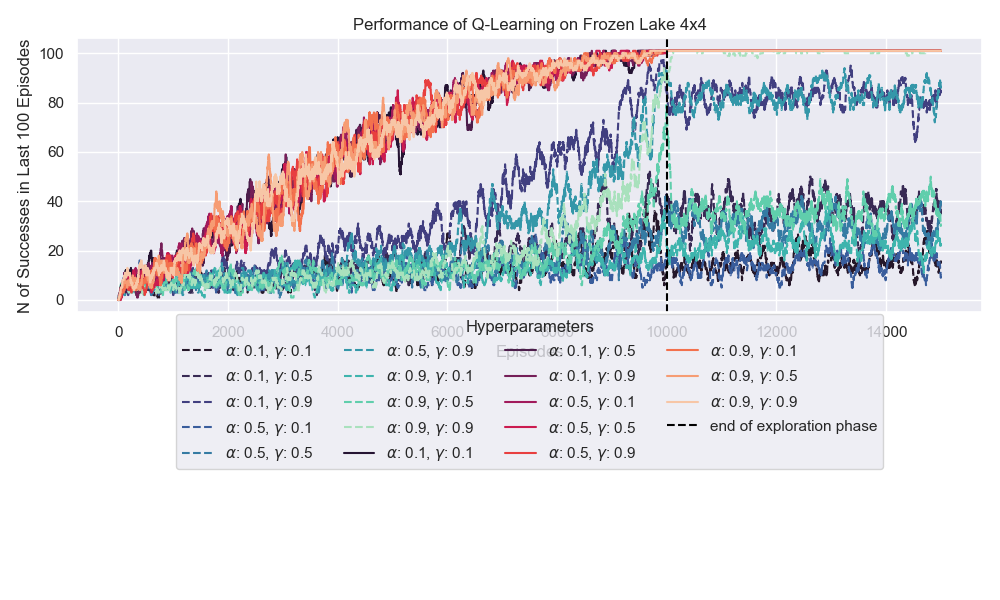 Performance of Q-Learning on Frozen Lake 4x4
N of Successes in Last 100 Episodes
100
80
60
40
20
0
0 2000 4000 6000 8000 10000 12000 14000
Episodes
Hyperparameters
α: 0.1, γ: 0.1
α: 0.1, γ: 0.5
α: 0.1, γ: 0.9
α: 0.5, γ: 0.1
α: 0.5, γ: 0.5
α: 0.5, γ: 0.9
α: 0.9, γ: 0.1
α: 0.9, γ: 0.5
α: 0.9, γ: 0.9
α: 0.1, γ: 0.1
α: 0.1, γ: 0.5
α: 0.1, γ: 0.9
α: 0.5, γ: 0.1
α: 0.5, γ: 0.5
α: 0.5, γ: 0.9
α: 0.9, γ: 0.1
α: 0.9, γ: 0.5
α: 0.9, γ: 0.9
end of exploration phase